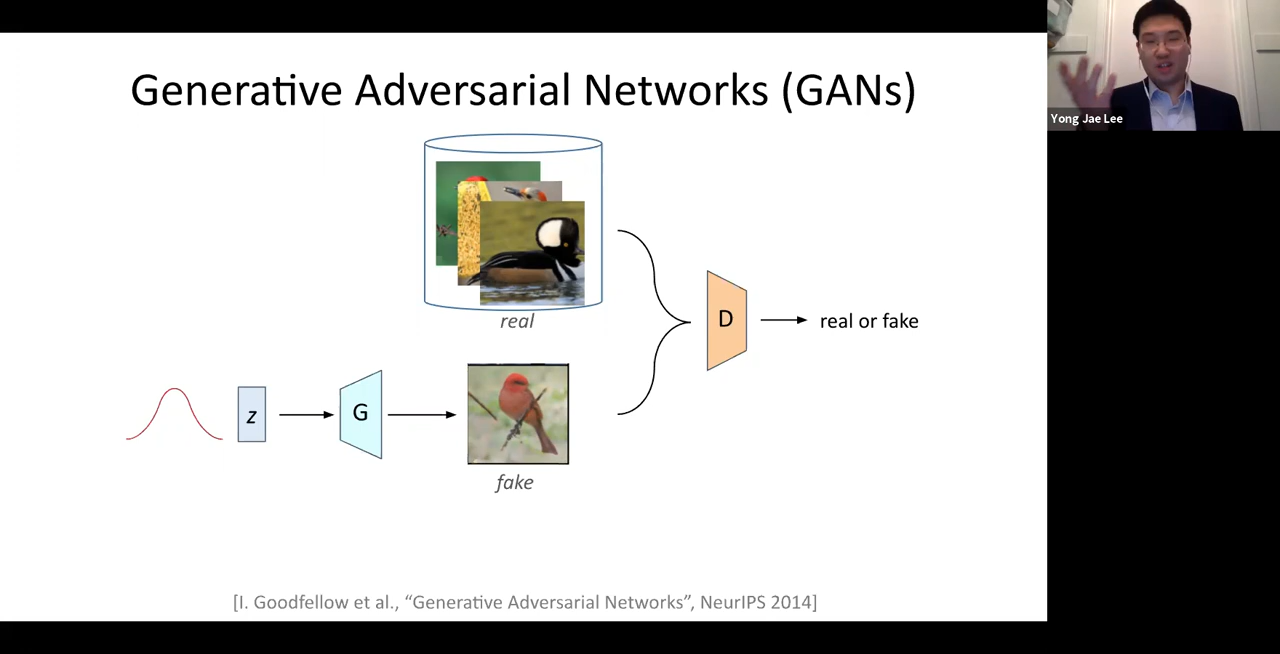 Generative Adversarial Networks (GANs)
Yong Jae Lee
real
D
real or fake
z
G
fake
[I. Goodfellow et al., “Generative Adversarial Networks”, NeurIPS 2014]